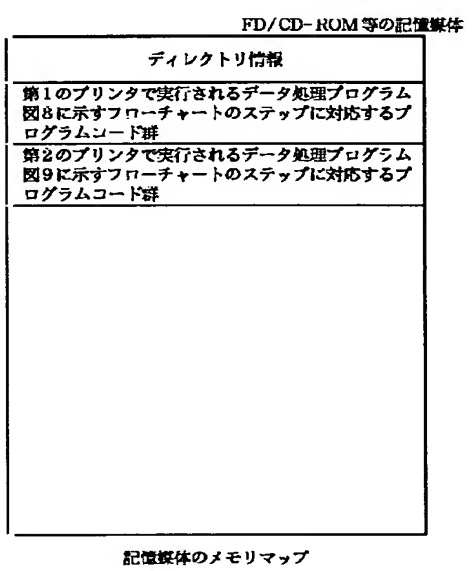 FD/CD-ROM等の記憶媒体
ディレクトリ情報
第1のプリンタで実行されるデータ処理プログラム
図8に示すフローチャートのステップに対応するプ
ログラムコード群
第2のプリンタで実行されるデータ処理プログラム
図9に示すフローチャートのステップに対応するプ
ログラムコード群
記憶媒体のメモリマップ